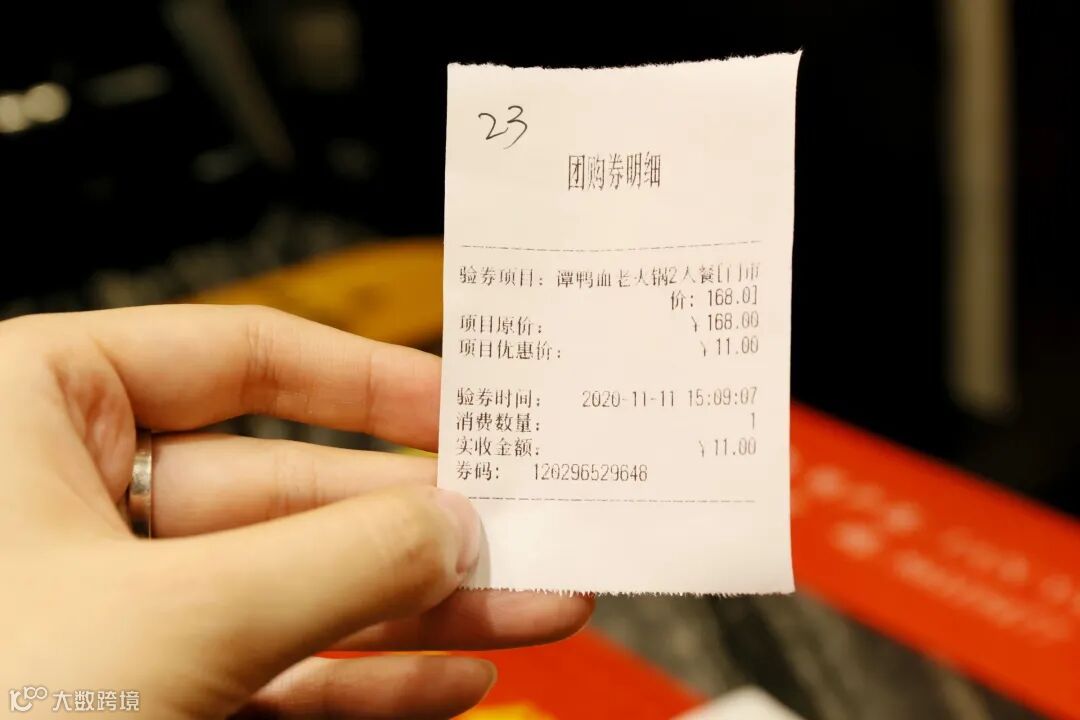 23
团购券明细
验券项目: 谭鸭血老火锅2人餐[门市
价: 168.0]
项目原价: ¥168.00
项目优惠价: ¥11.00
验券时间: 2020-11-11 15:09:07
消费数量: 1
实收金额: ¥11.00
券码: 120296529648
大数跨境